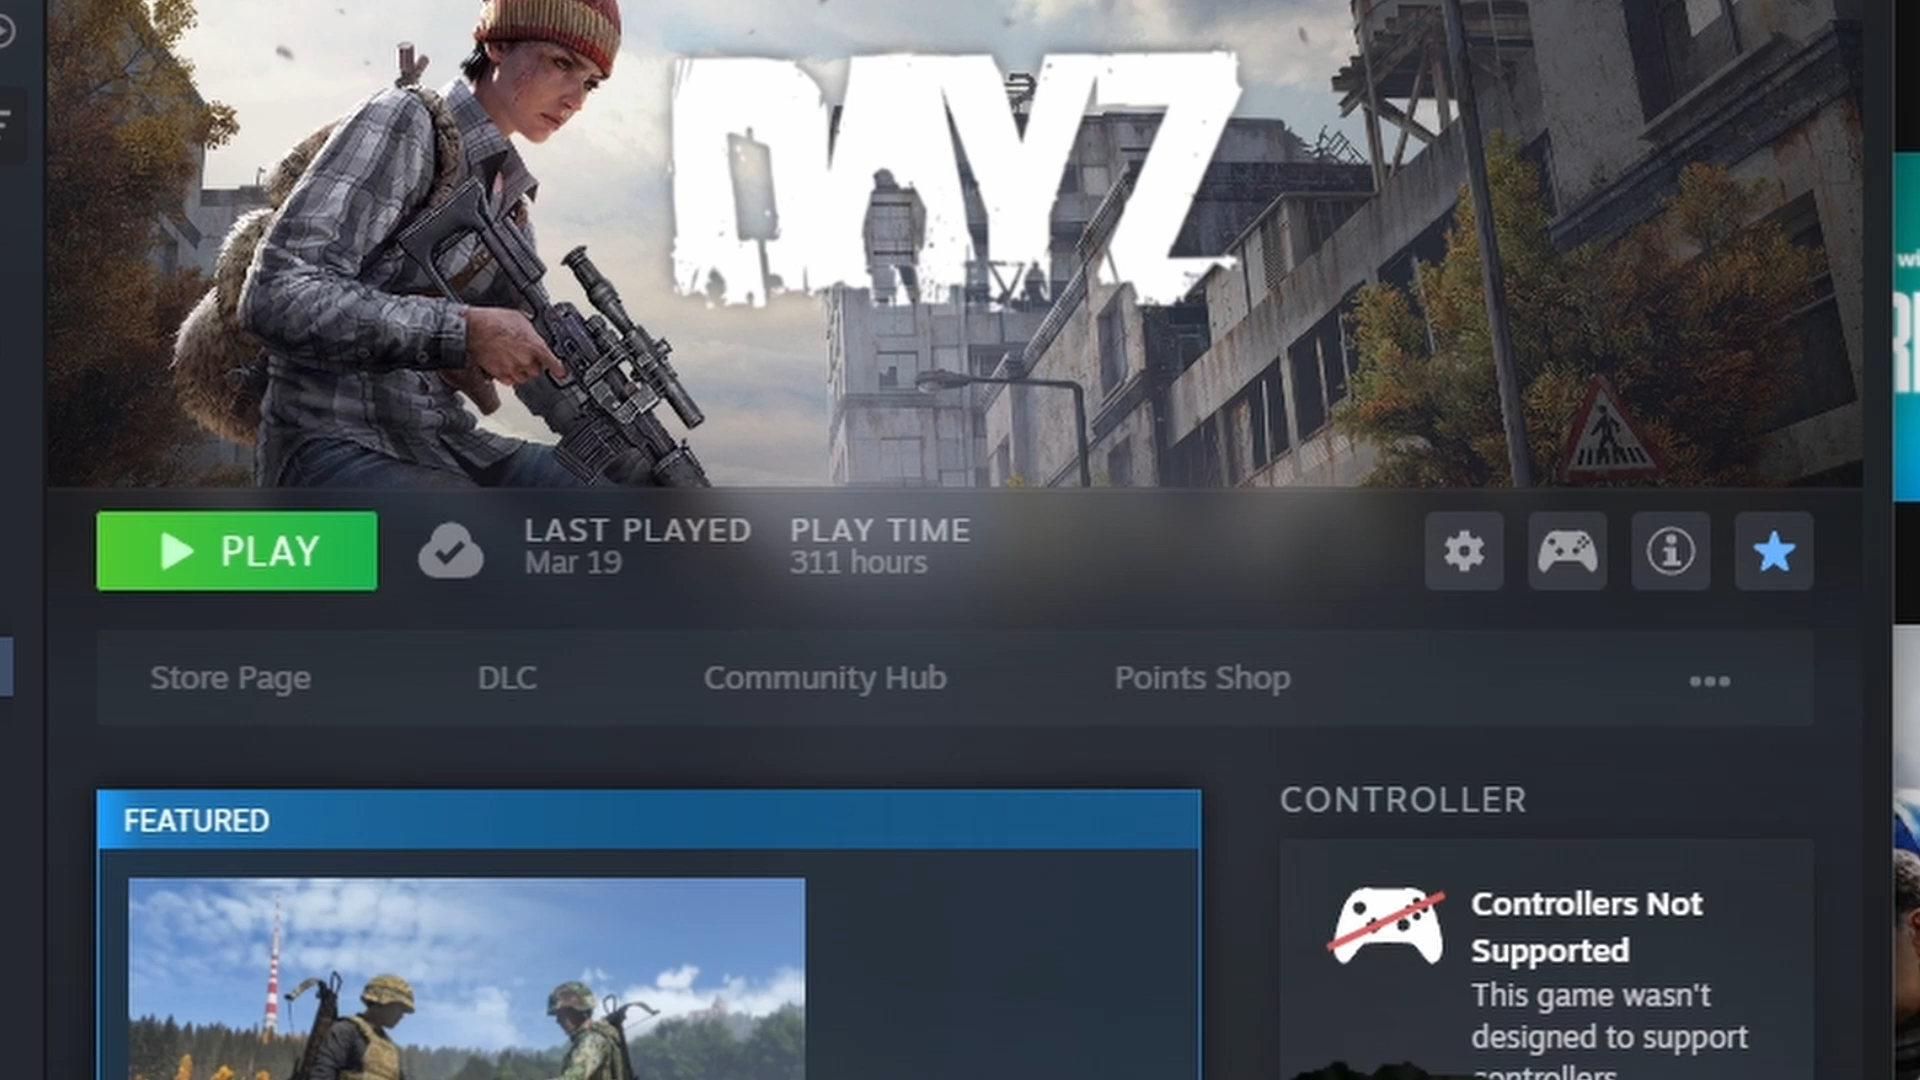 DAYZ
PLAY
LAST PLAYED
Mar 19
PLAY TIME
311 hours
Store Page
DLC
Community Hub
Points Shop
FEATURED
CONTROLLER
Controllers Not
Supported
This game wasn't
designed to support
controllers